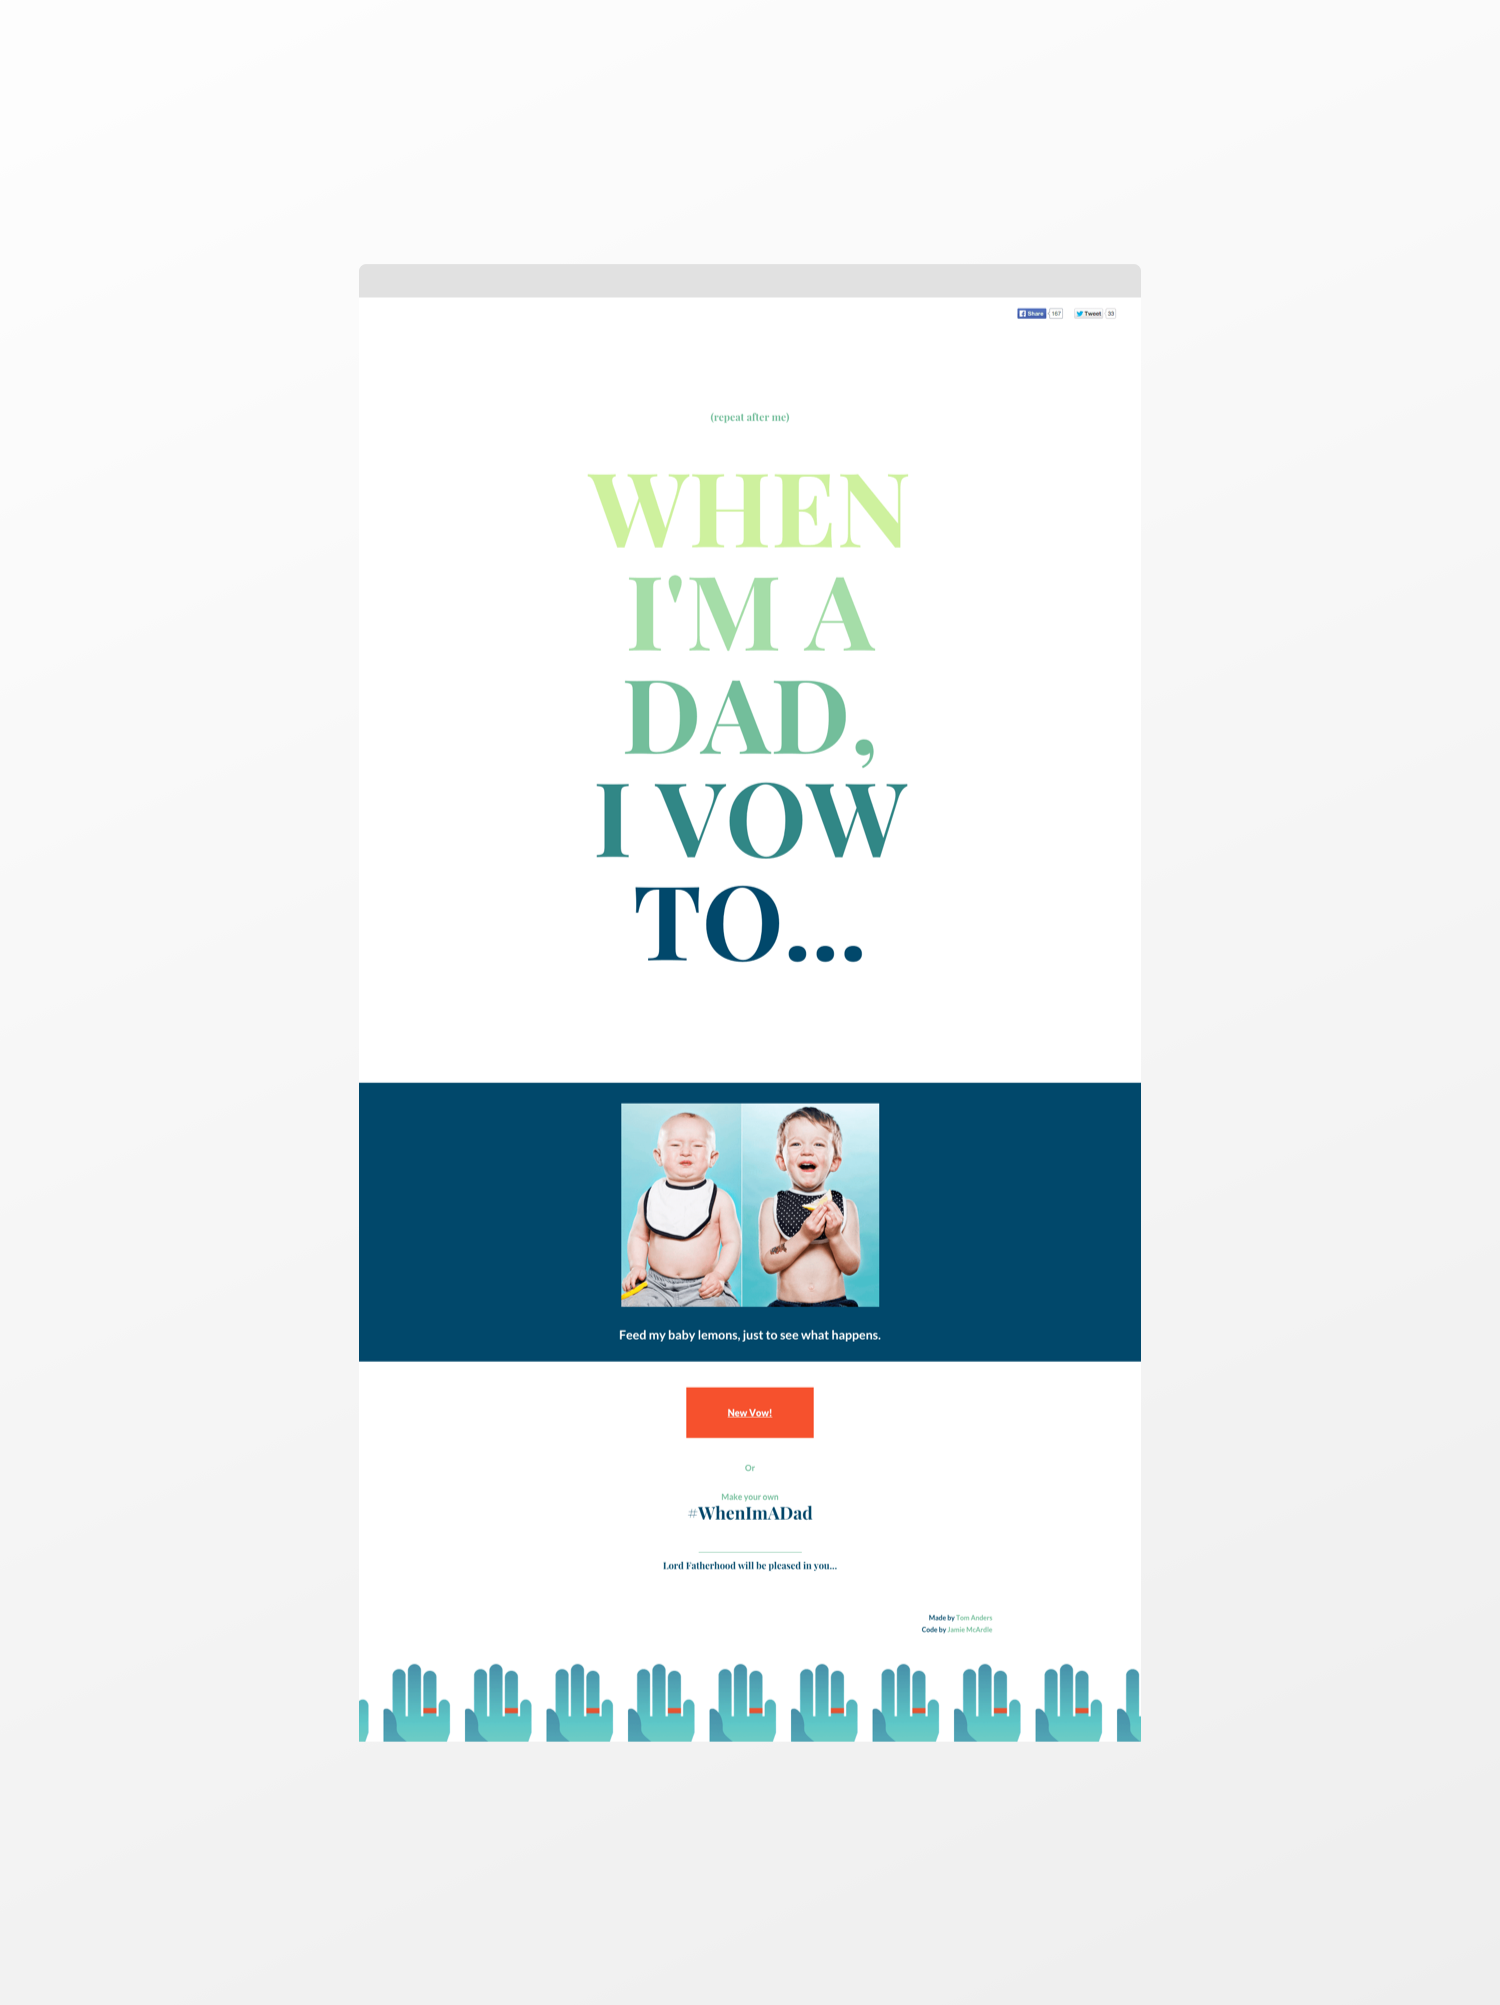 Share 167 Tweet 33
(repeat after me)
WHEN
I'M A
DAD,
I VOW
TO...
Feed my baby lemons, just to see what happens.
New Vow!
Or
Make your own
#WhenImADad
Lord Fatherhood will be pleased in you...
Made by Tom Anders
Code by Jamie McArdle